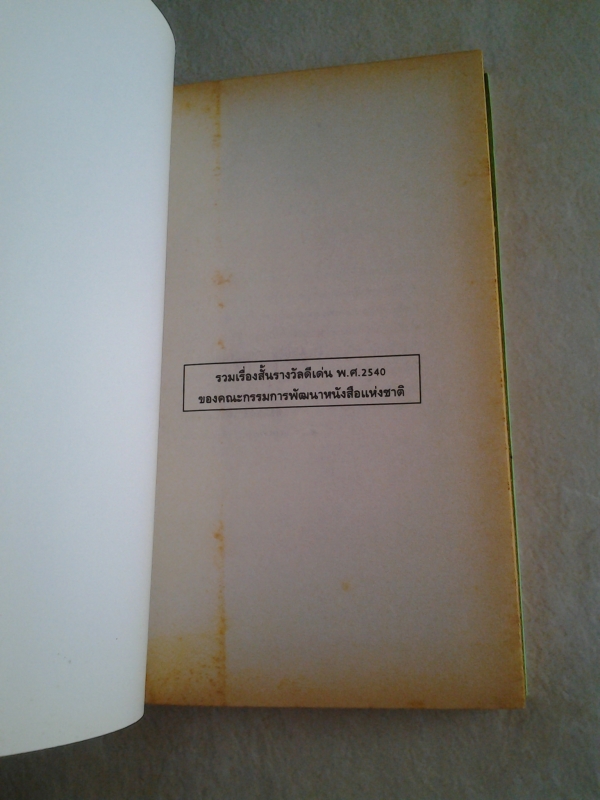 รวมเรื่องสั้นรางวัลดีเด่น พ.ศ.2540
ของคณะกรรมการพัฒนาหนังสือแห่งชาติ